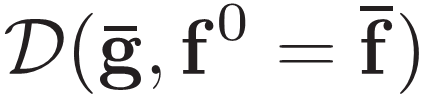 𝒟(𝐠̅, 𝐟⁰ = 𝐟̅)